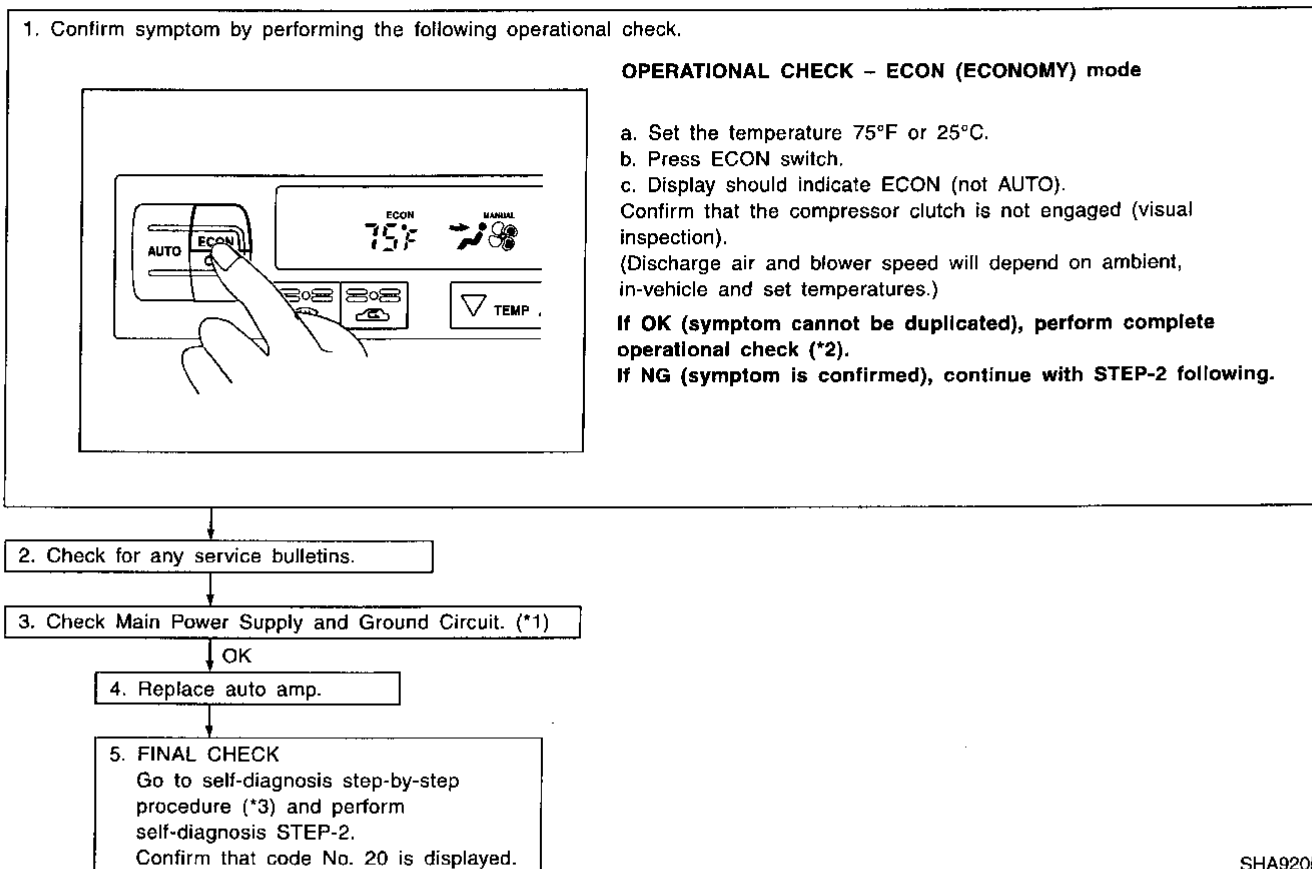 1. Confirm symptom by performing the following operational check.
OPERATIONAL CHECK – ECON (ECONOMY) mode
a. Set the temperature 75°F or 25°C.
b. Press ECON switch.
c. Display should indicate ECON (not AUTO).
Confirm that the compressor clutch is not engaged (visual
inspection).
(Discharge air and blower speed will depend on ambient,
in-vehicle and set temperatures.)
If OK (symptom cannot be duplicated), perform complete
operational check (*2).
If NG (symptom is confirmed), continue with STEP-2 following.
AUTO
ECON
ECON
75°F
MANUAL
TEMP
2. Check for any service bulletins.
3. Check Main Power Supply and Ground Circuit. (*1)
OK
4. Replace auto amp.
5. FINAL CHECK
Go to self-diagnosis step-by-step
procedure (*3) and perform
self-diagnosis STEP-2.
Confirm that code No. 20 is displayed.
SHA920